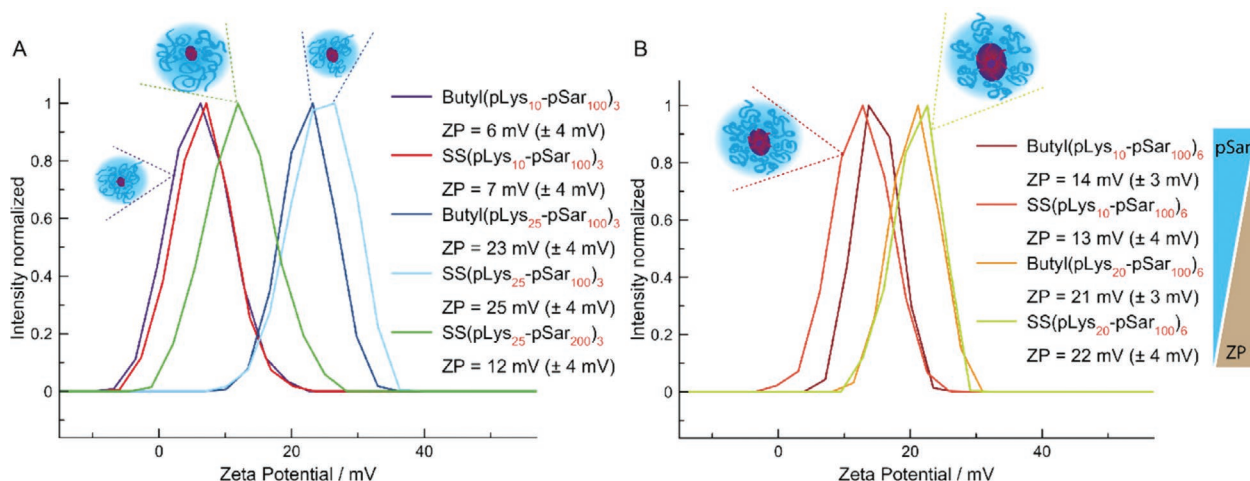 A
Intensity normalized
1
0.8
0.6
0.4
0.2
0
0
20
40
Zeta Potential / mV
Butyl(pLys10-pSar100)3
ZP = 6 mV (± 4 mV)
SS(pLys10-pSar100)3
ZP = 7 mV (± 4 mV)
Butyl(pLys25-pSar100)3
ZP = 23 mV (± 4 mV)
SS(pLys25-pSar100)3
ZP = 25 mV (± 4 mV)
SS(pLys25-pSar200)3
ZP = 12 mV (± 4 mV)
B
Intensity normalized
1
0.8
0.6
0.4
0.2
0
0
20
40
Zeta Potential / mV
Butyl(pLys10-pSar100)6
ZP = 14 mV (± 3 mV)
SS(pLys10-pSar100)6
ZP = 13 mV (± 4 mV)
Butyl(pLys20-pSar100)6
ZP = 21 mV (± 3 mV)
SS(pLys20-pSar100)6
ZP = 22 mV (± 4 mV)
pSar
ZP